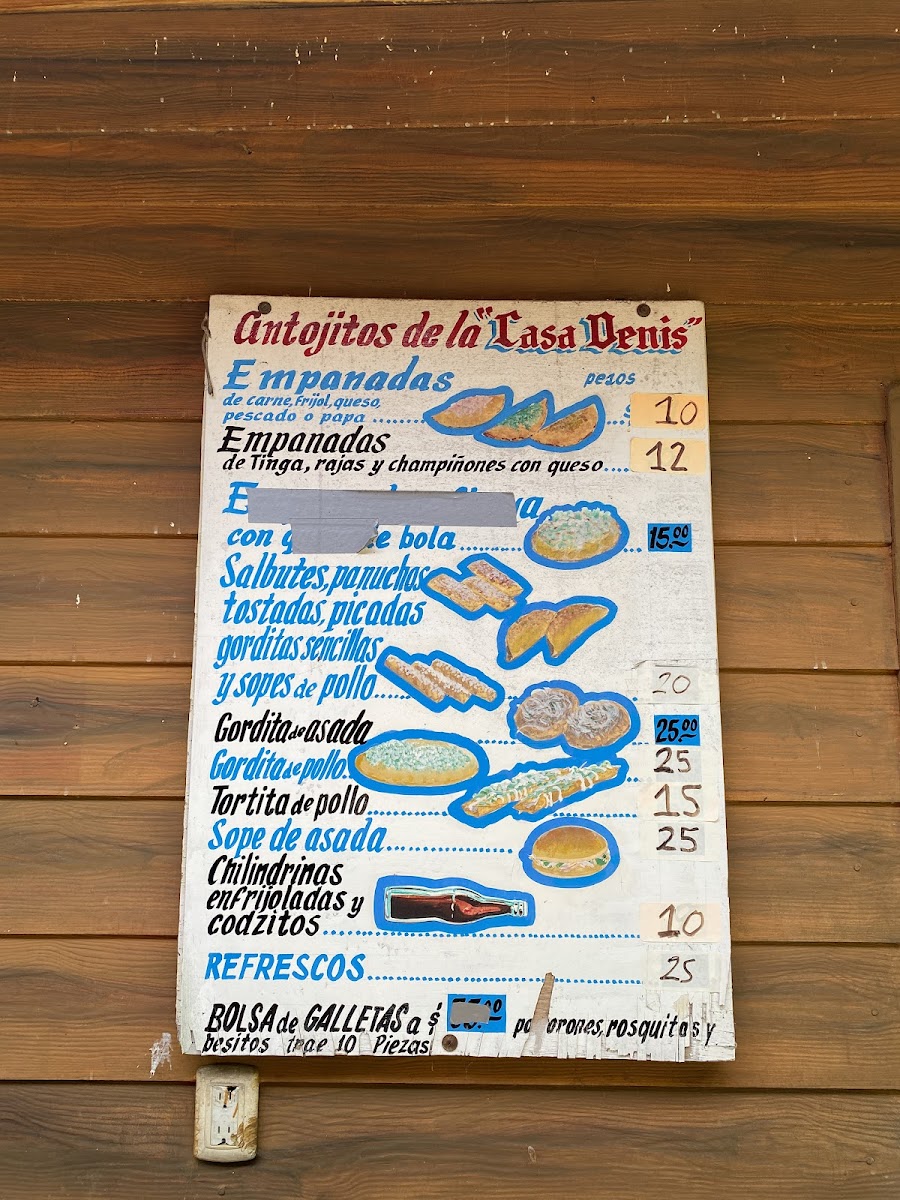 Antojitos de la "Casa Denis"
Empanadas pesos
de carne, Frijol, queso,
pescado o papa ...... $ 10
Empanadas
de Tinga, rajas y champiñones con queso..... 12
con de bola ........... 15.00
Salbutes, panuchos
tostadas, picadas
gorditas sencillas
y sopes de pollo...... 20
Gordita de asada ...... 25.00
Gordita de pollo... 25
Tortita de pollo............ 15
Sope de asada................ 25
Chilindrinas
enfrijoladas y
codzitos........................ 10
REFRESCOS........................ 25
BOLSA de GALLETAS a $ polvorones, rosquitas y
besitos trae 10 Piezas